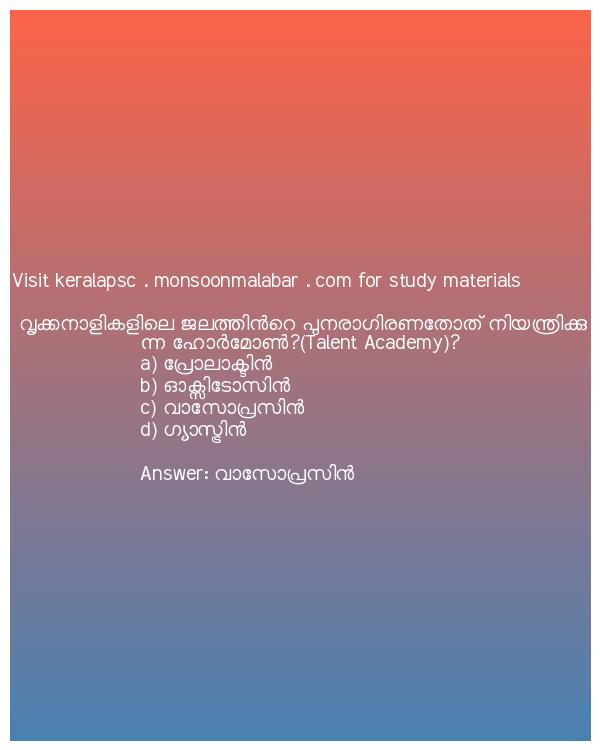 Visit keralapsc . monsoonmalabar . com for study materials
വൃക്കനാളികളിലെ ജലത്തിൻറെ പുനരാഗിരണതോത് നിയന്ത്രിക്കു
ന്ന ഹോർമോൺ?(Talent Academy)?
a) പ്രോലാക്ടിൻ
b) ഓക്സിടോസിൻ
c) വാസോപ്രസിൻ
d) ഗ്യാസ്ട്രിൻ
Answer: വാസോപ്രസിൻ